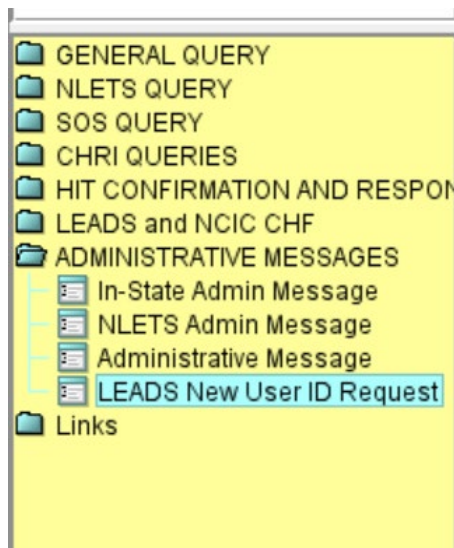 GENERAL QUERY
NLETS QUERY
SOS QUERY
CHRI QUERIES
HIT CONFIRMATION AND RESPON
LEADS and NCIC CHF
ADMINISTRATIVE MESSAGES
In-State Admin Message
NLETS Admin Message
Administrative Message
LEADS New User ID Request
Links